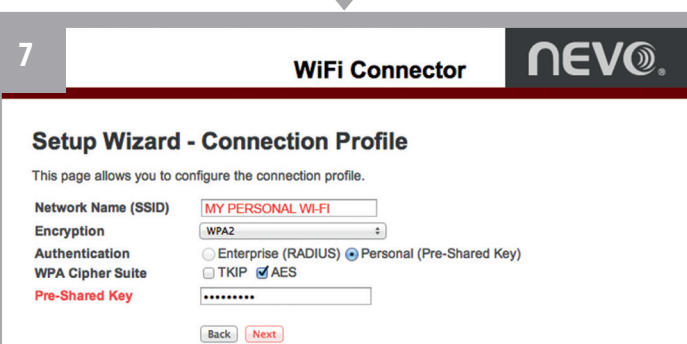 7
WiFi Connector
nevo®
Setup Wizard - Connection Profile
This page allows you to configure the connection profile.
Network Name (SSID) MY PERSONAL WI-FI
Encryption WPA2
Authentication Enterprise (RADIUS) Personal (Pre-Shared Key)
WPA Cipher Suite TKIP AES
Pre-Shared Key •••••••••
Back Next